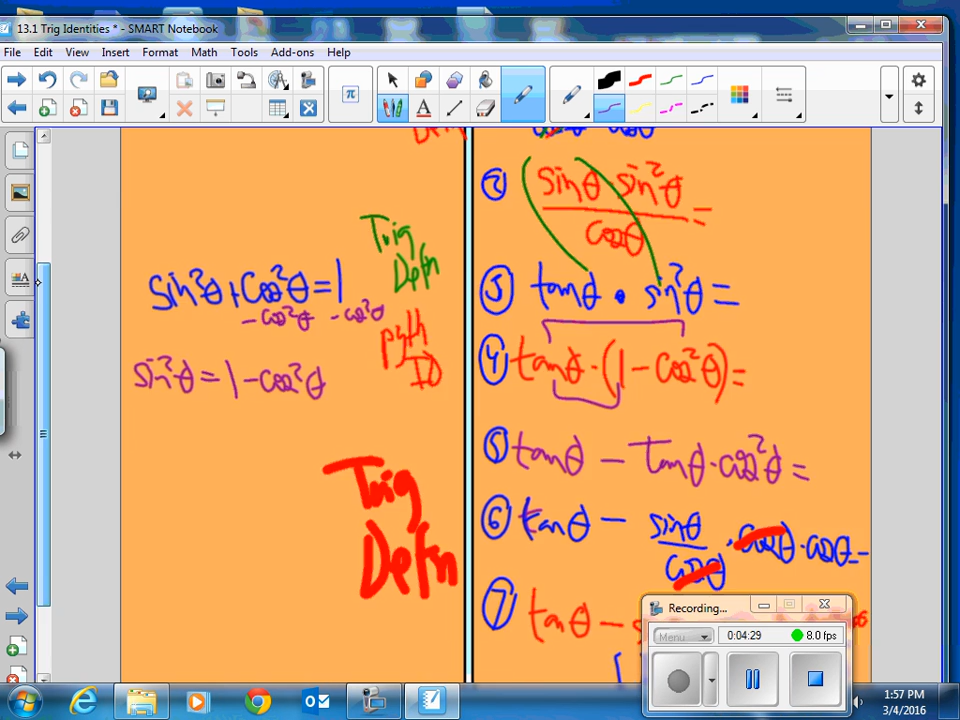 13.1 Trig Identities * - SMART Notebook
File Edit View Insert Format Math Tools Add-ons Help
② sinθ sin²θ
cosθ =
Trig
Defn
sin²θ + cos²θ = 1
- cos²θ - cos²θ
③ tanθ • sin²θ =
pyth
ID
sin²θ = 1 - cos²θ
④ tanθ · (1 - cos²θ) =
⑤ tanθ - tanθ · cos²θ =
Trig
Defn
⑥ tanθ - sinθ
cosθ · cosθ · cosθ =
⑦ tanθ -
Recording...
Menu 0:04:29 8.0 fps
1:57 PM
3/4/2016